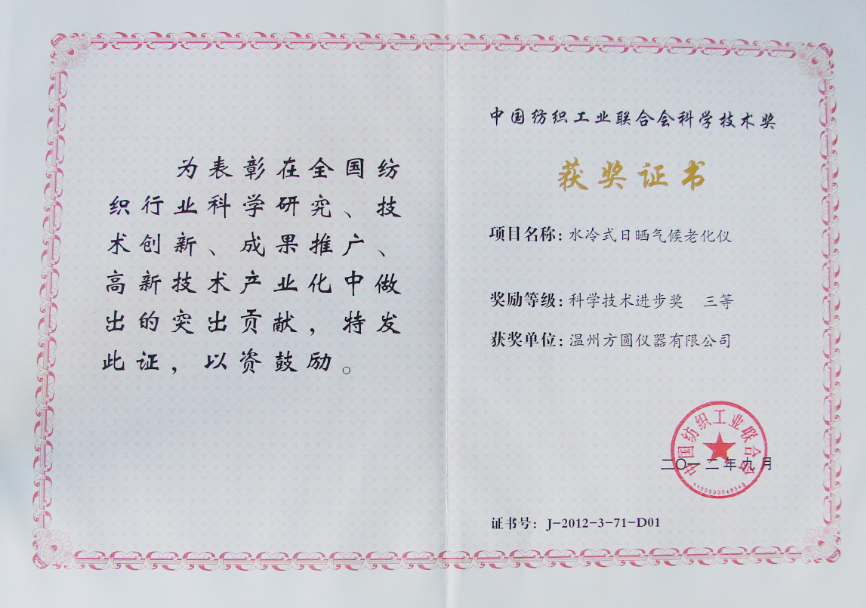 为表彰在全国纺
织行业科学研究、技
术创新、成果推广、
高新技术产业化中做
出的突出贡献，特发
此证，以资鼓励。
中国纺织工业联合会科学技术奖
获奖证书
项目名称：水冷式日晒气候老化仪
奖励等级：科学技术进步奖 三等
获奖单位：温州方圆仪器有限公司
中国纺织工业联合会
二〇一二年九月
证书号：J-2012-3-71-D01